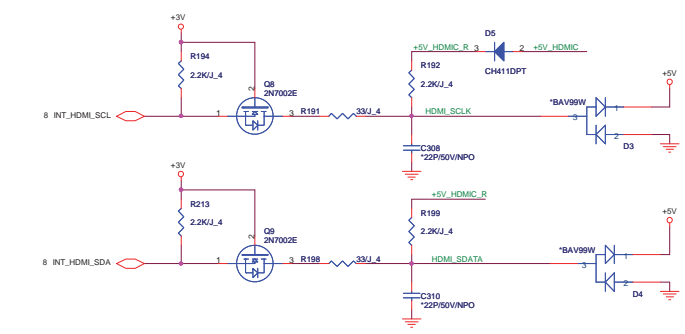 +3V
R194
2.2K/J_4
Q8
2N7002E
2
8 INT_HDMI_SCL
1
3
R191
33/J_4
+5V_HDMIC_R
3
D5
2
+5V_HDMIC
CH411DPT
R192
2.2K/J_4
HDMI_SCLK
C308
*22P/50V/NPO
*BAV99W
3
1
2
+5V
D3
+3V
R213
2.2K/J_4
Q9
2N7002E
2
8 INT_HDMI_SDA
1
3
R198
33/J_4
+5V_HDMIC_R
R199
2.2K/J_4
HDMI_SDATA
C310
*22P/50V/NPO
*BAV99W
3
1
2
+5V
D4